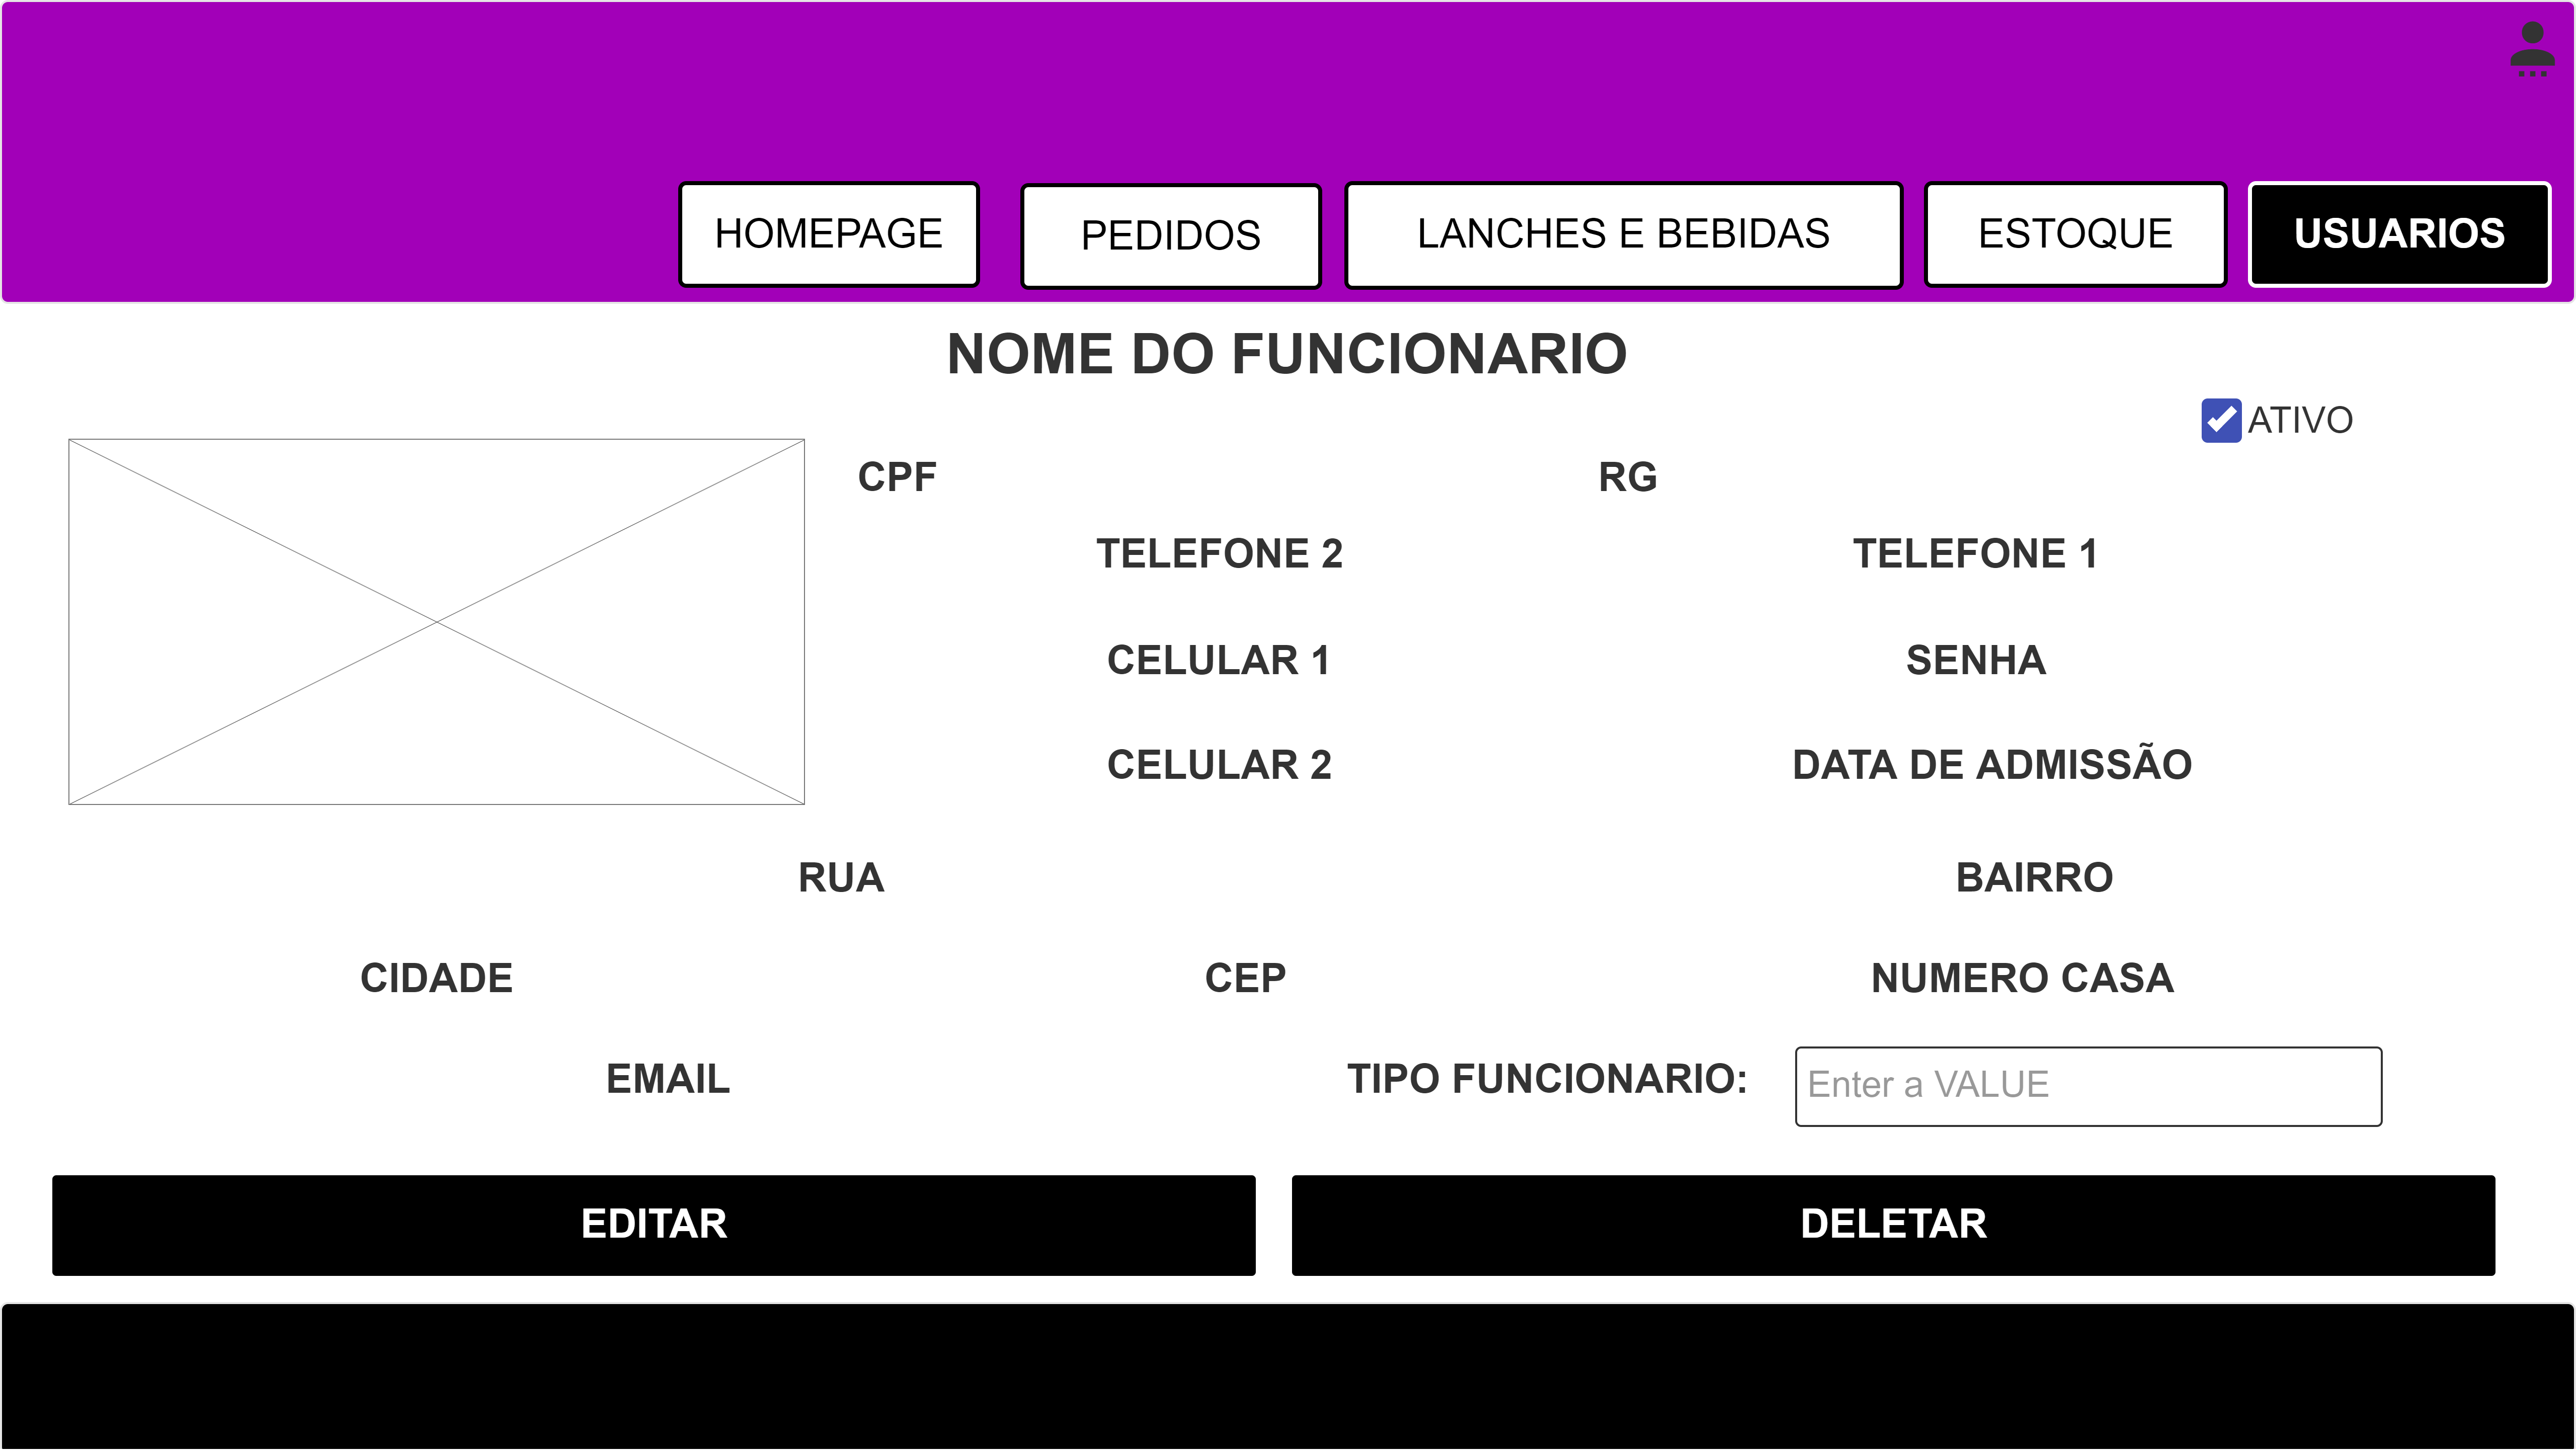 HOMEPAGE
PEDIDOS
LANCHES E BEBIDAS
ESTOQUE
USUARIOS
NOME DO FUNCIONARIO
ATIVO
CPF
RG
TELEFONE 2
TELEFONE 1
CELULAR 1
SENHA
CELULAR 2
DATA DE ADMISSÃO
RUA
BAIRRO
CIDADE
CEP
NUMERO CASA
EMAIL
TIPO FUNCIONARIO:
Enter a VALUE
EDITAR
DELETAR